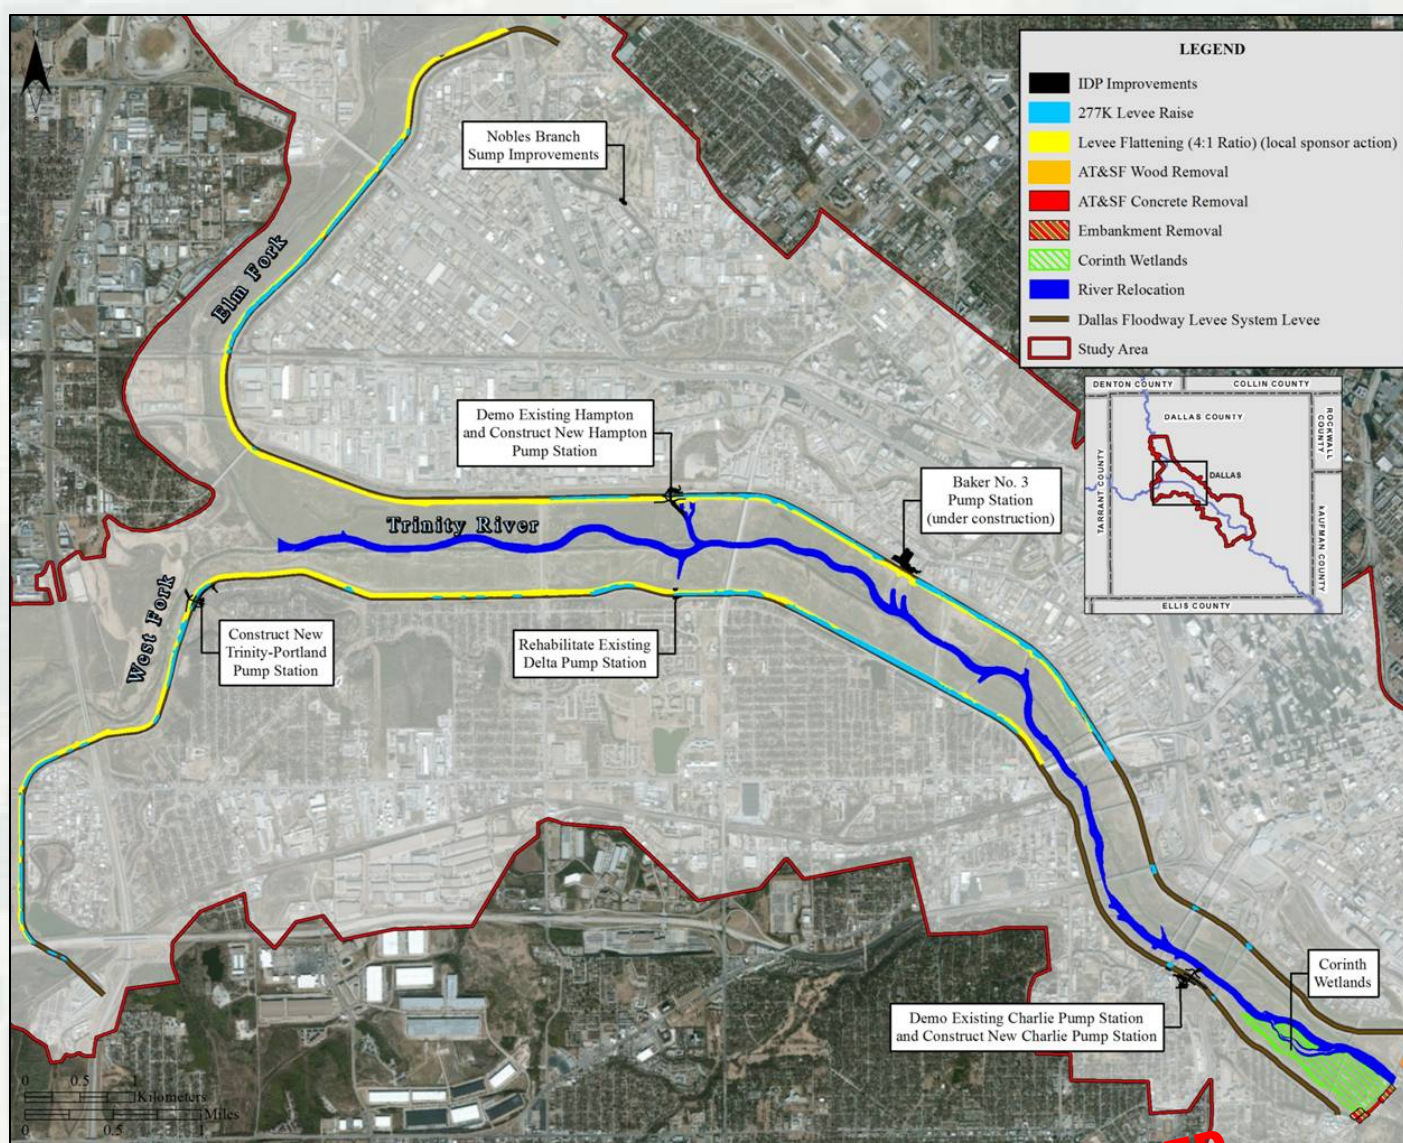 LEGEND
IDP Improvements
277K Levee Raise
Levee Flattening (4:1 Ratio) (local sponsor action)
AT&SF Wood Removal
AT&SF Concrete Removal
Embankment Removal
Corinth Wetlands
River Relocation
Dallas Floodway Levee System Levee
Study Area
Nobles Branch
Sump Improvements
Elm Fork
Demo Existing Hampton
and Construct New Hampton
Pump Station
Trinity River
Baker No. 3
Pump Station
(under construction)
West Fork
Construct New
Trinity-Portland
Pump Station
Rehabilitate Existing
Delta Pump Station
DENTON COUNTY
COLLIN COUNTY
DALLAS COUNTY
ROCKWALL
COUNTY
TARRANT COUNTY
DALLAS
KAUFMAN COUNTY
ELLIS COUNTY
Corinth
Wetlands
Demo Existing Charlie Pump Station
and Construct New Charlie Pump Station
0 0.5 1
Kilometers
Miles
0 0.5 1
S